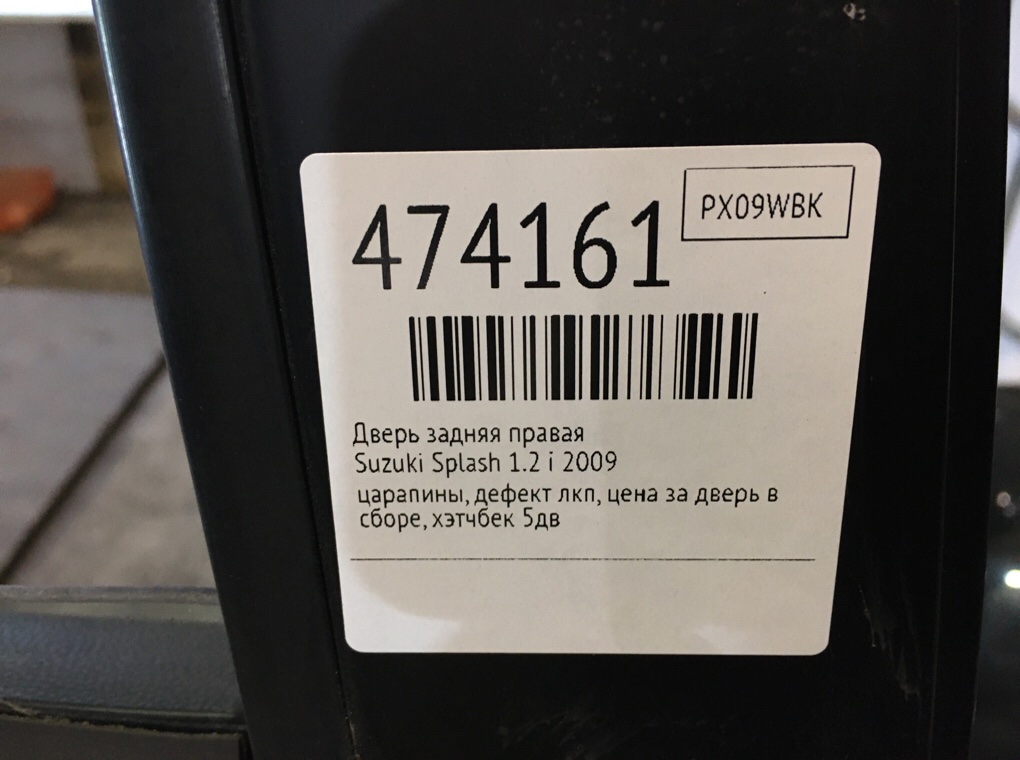 474161
PX09WBK
Дверь задняя правая
Suzuki Splash 1.2 i 2009
царапины, дефект лкп, цена за дверь в
сборе, хэтчбек 5дв